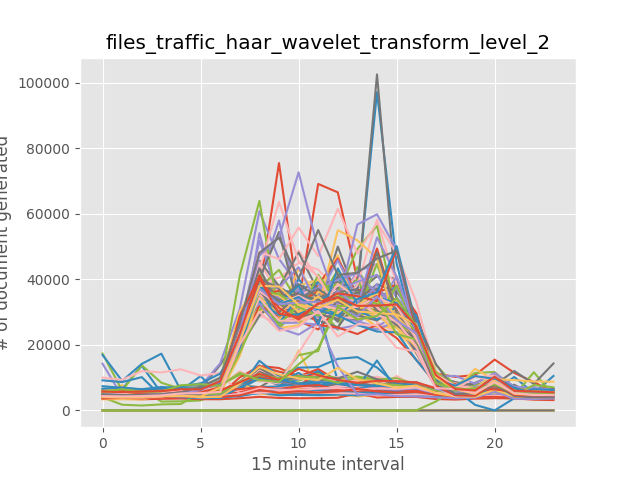 files_traffic_haar_wavelet_transform_level_2
# of document generated
100000
80000
60000
40000
20000
0
0 5 10 15 20
15 minute interval